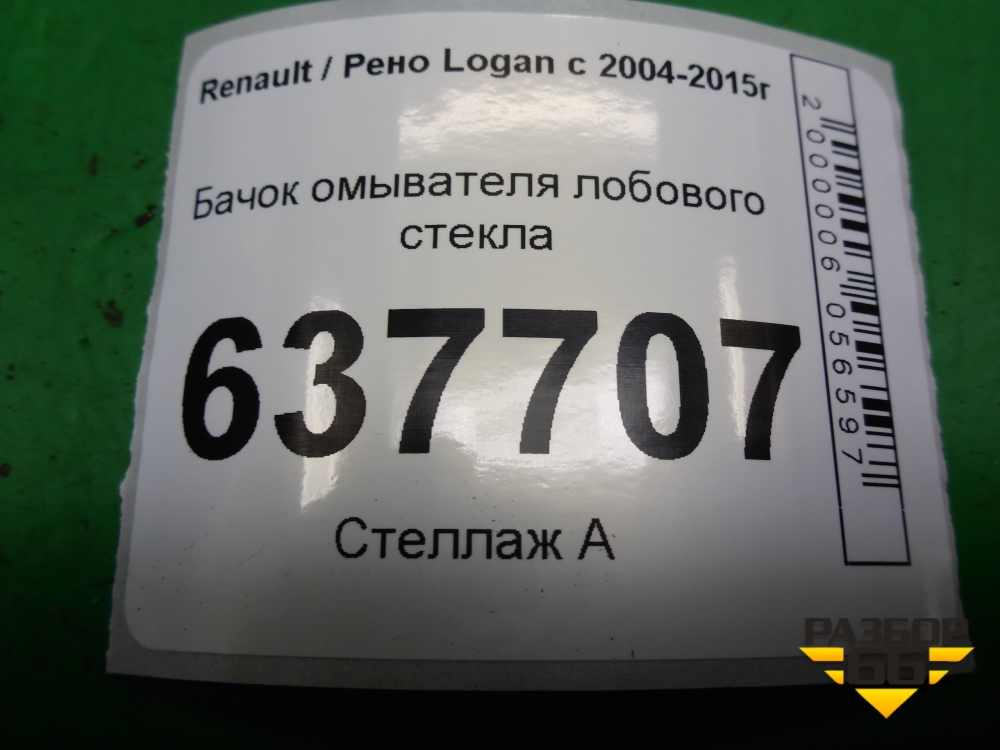 Renault / Рено Logan с 2004-2015г
Бачок омывателя лобового
стекла
637707
Стеллаж А
2000006056597
РАЗБОР
66